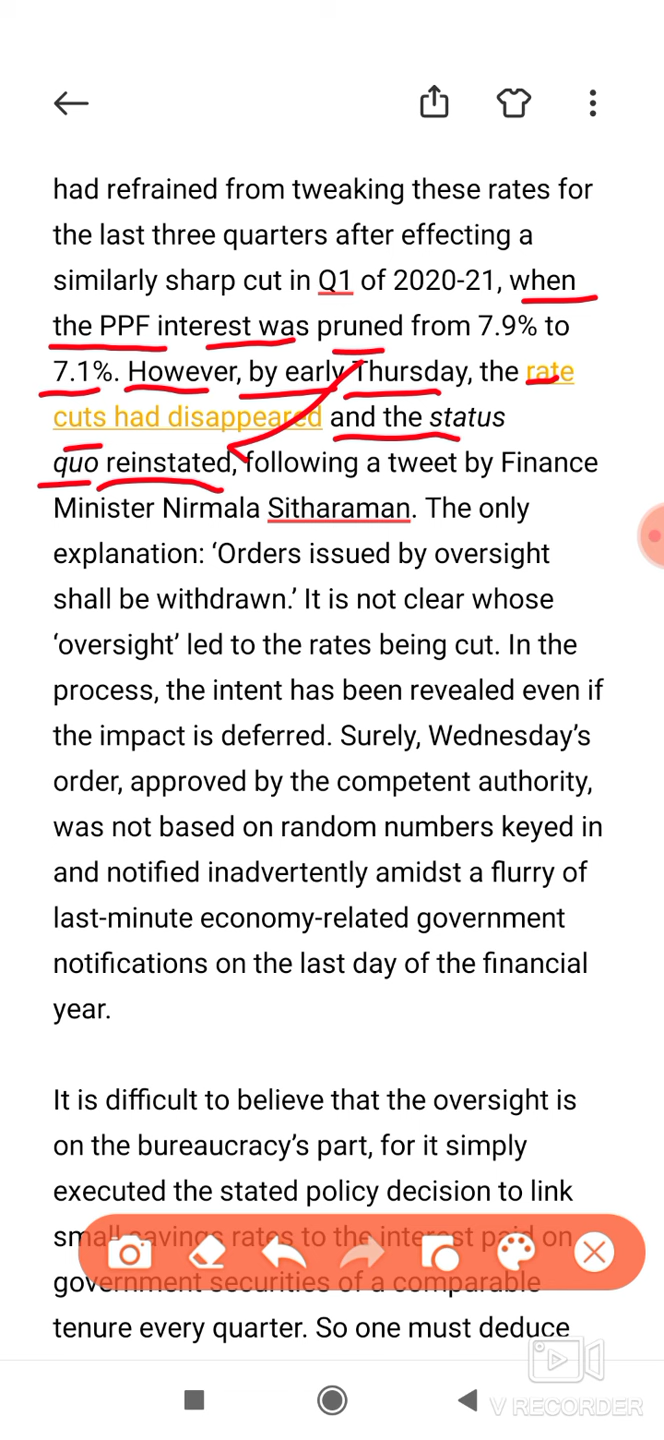 had refrained from tweaking these rates for
the last three quarters after effecting a
similarly sharp cut in Q1 of 2020-21, when
the PPF interest was pruned from 7.9% to
7.1%. However, by early Thursday, the rate
cuts had disappeared and the status
quo reinstated, following a tweet by Finance
Minister Nirmala Sitharaman. The only
explanation: ‘Orders issued by oversight
shall be withdrawn.’ It is not clear whose
‘oversight’ led to the rates being cut. In the
process, the intent has been revealed even if
the impact is deferred. Surely, Wednesday’s
order, approved by the competent authority,
was not based on random numbers keyed in
and notified inadvertently amidst a flurry of
last-minute economy-related government
notifications on the last day of the financial
year.
It is difficult to believe that the oversight is
on the bureaucracy’s part, for it simply
executed the stated policy decision to link
small savings rates to the interest paid on
government securities of a comparable
tenure every quarter. So one must deduce
V RECORDER